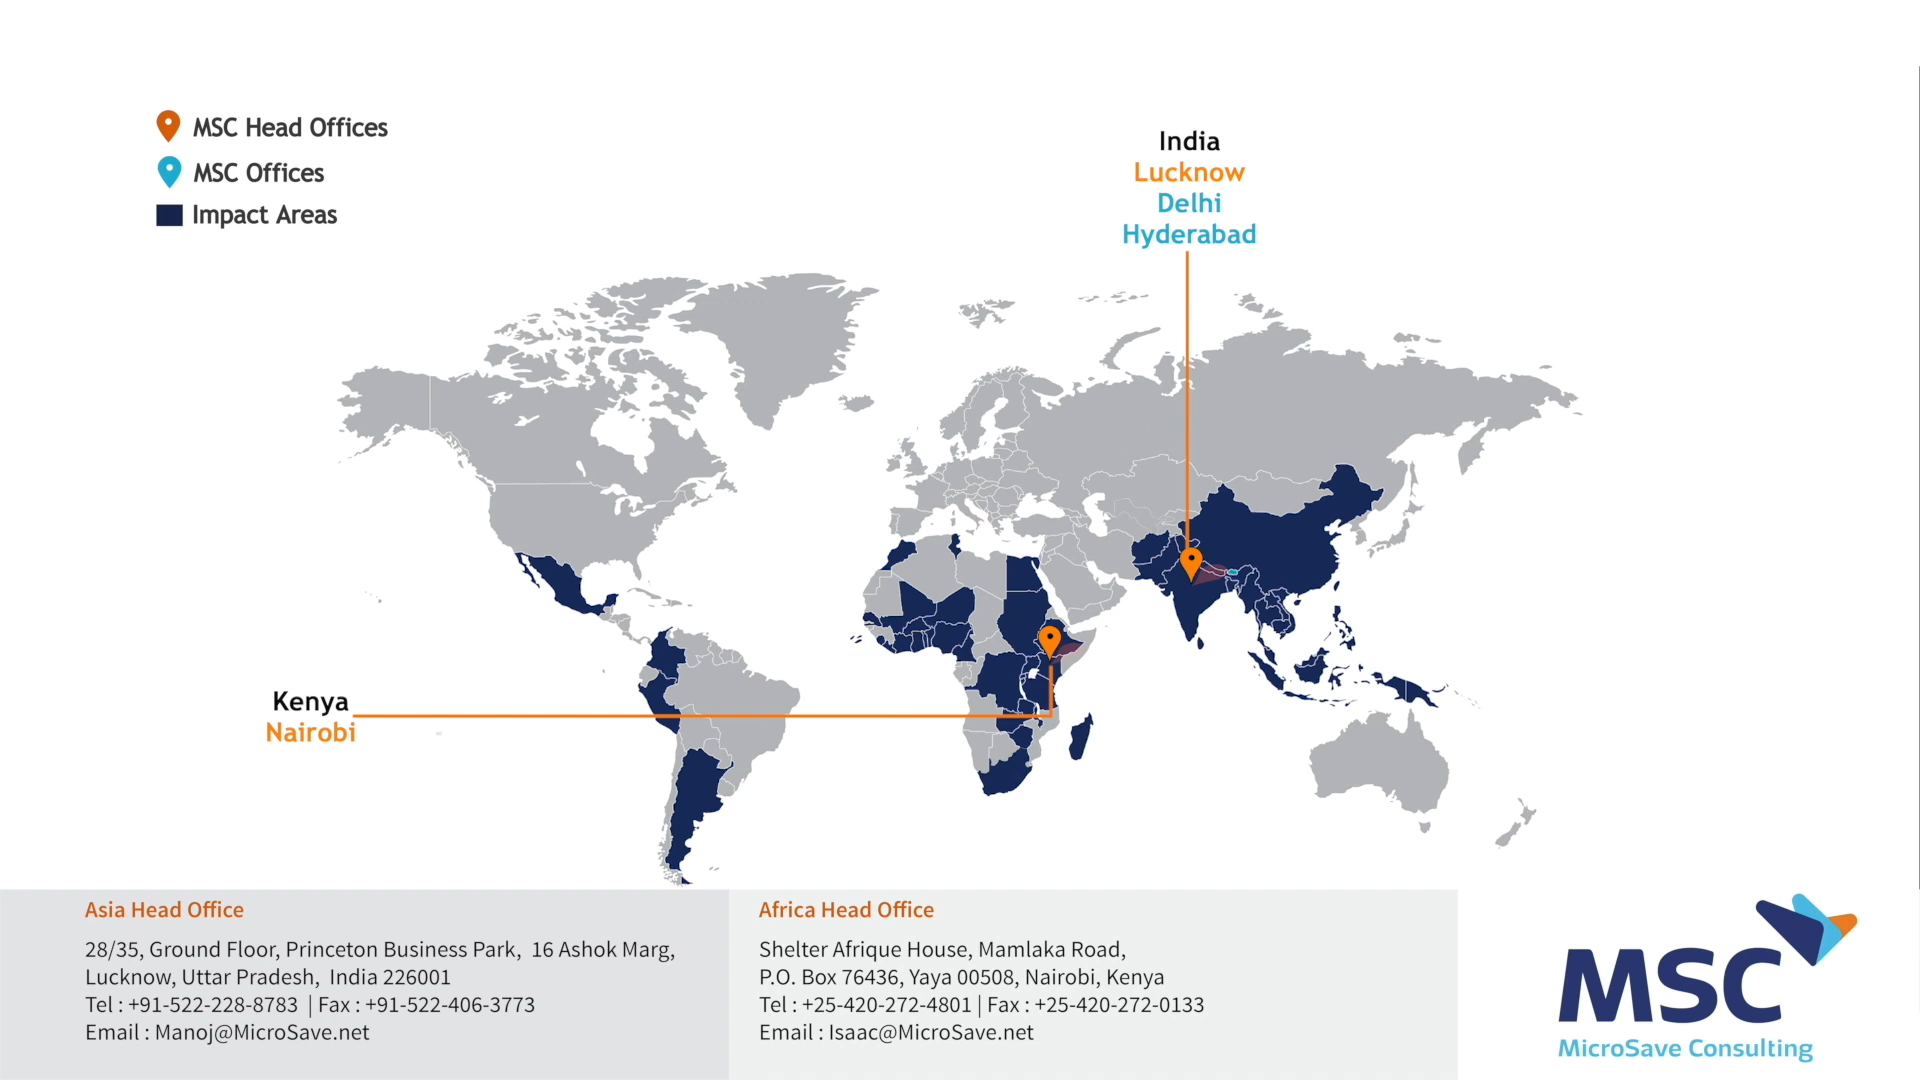 MSC Head Offices
MSC Offices
Impact Areas
India
Lucknow
Delhi
Hyderabad
Kenya
Nairobi
Asia Head Office
28/35, Ground Floor, Princeton Business Park, 16 Ashok Marg,
Lucknow, Uttar Pradesh, India 226001
Tel : +91-522-228-8783 | Fax : +91-522-406-3773
Email : Manoj@MicroSave.net
Africa Head Office
Shelter Afrique House, Mamlaka Road,
P.O. Box 76436, Yaya 00508, Nairobi, Kenya
Tel : +25-420-272-4801 | Fax : +25-420-272-0133
Email : Isaac@MicroSave.net
MSC
MicroSave Consulting